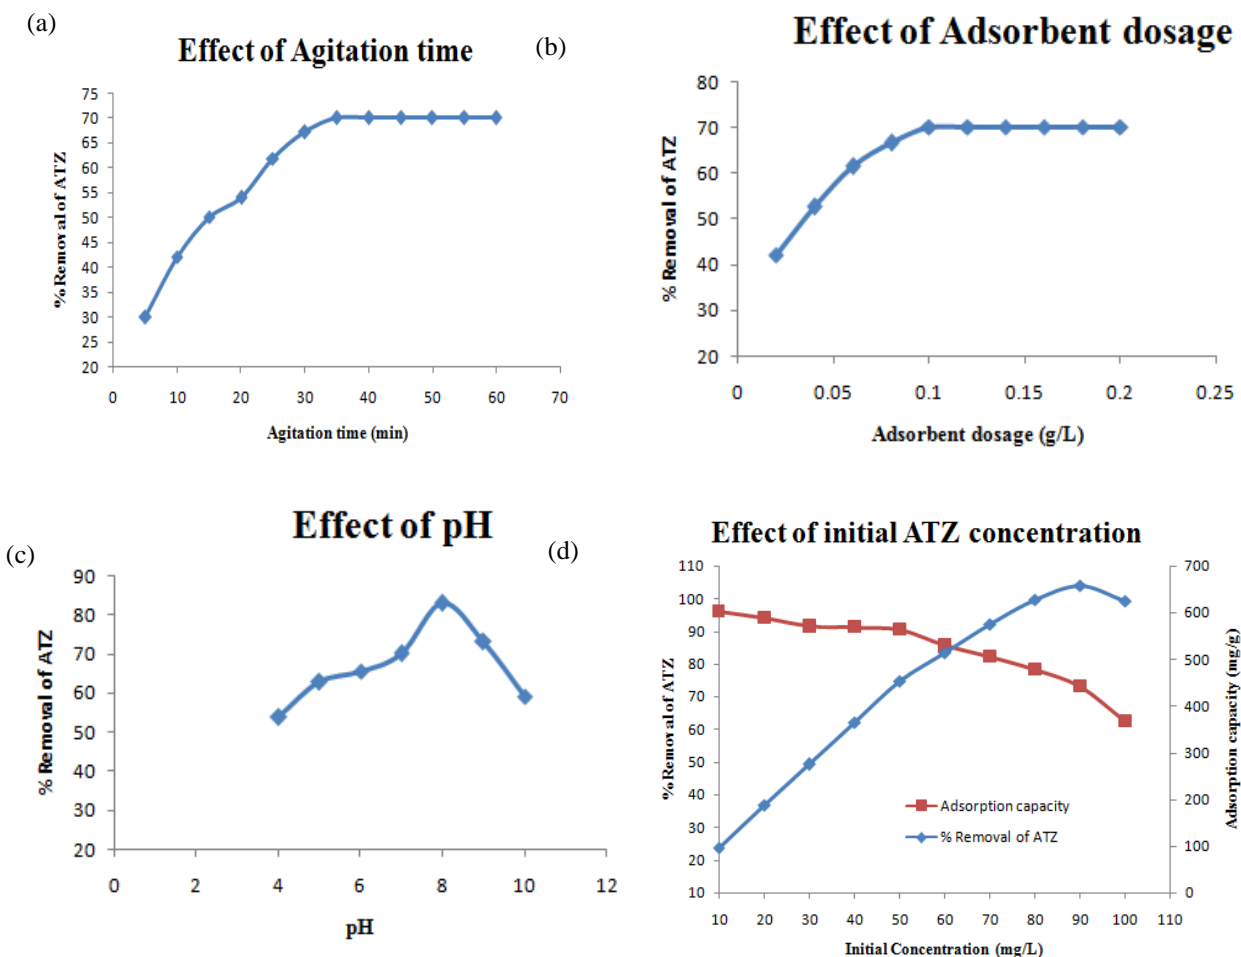 (a)
Effect of Agitation time
75
70
65
60
55
50
45
40
35
30
25
20
% Removal of ATZ
0 10 20 30 40 50 60 70
Agitation time (min)
(b)
Effect of Adsorbent dosage
80
70
60
50
40
30
20
% Removal of ATZ
0 0.05 0.1 0.15 0.2 0.25
Adsorbent dosage (g/L)
(c)
Effect of pH
90
80
70
60
50
40
30
20
% Removal of ATZ
0 2 4 6 8 10 12
pH
(d)
Effect of initial ATZ concentration
110
100
90
80
70
60
50
40
30
20
10
% Removal of ATZ
700
600
500
400
300
200
100
0
Adsorption capacity (mg/g)
Adsorption capacity
% Removal of ATZ
10 20 30 40 50 60 70 80 90 100 110
Initial Concentration (mg/L)